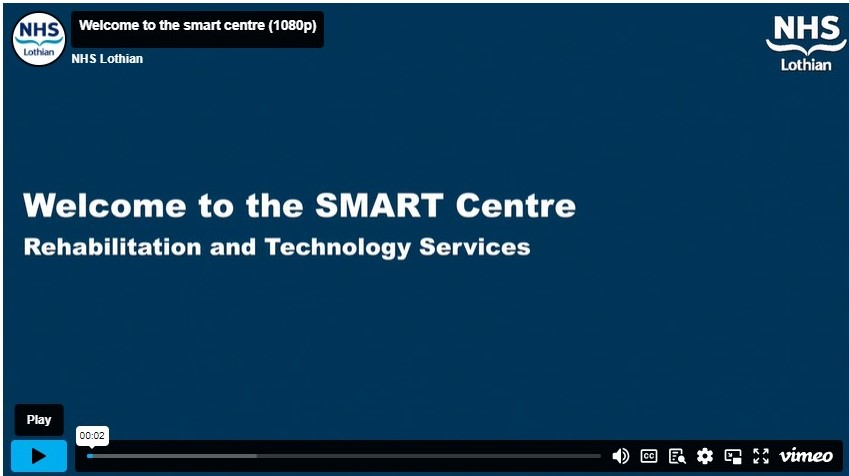 NHS
Lothian
Welcome to the smart centre (1080p)
NHS Lothian
NHS
Lothian
Welcome to the SMART Centre
Rehabilitation and Technology Services
Play
00:02
CC
vimeo